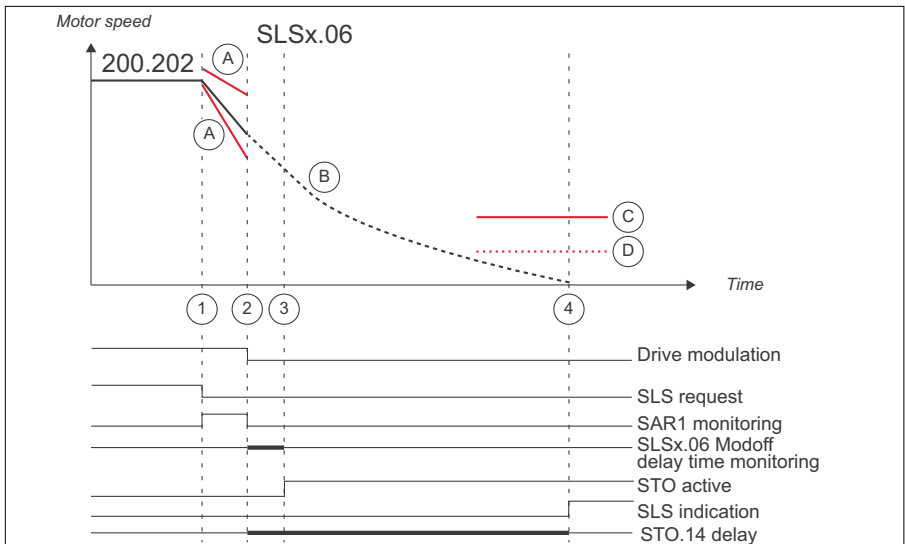 Motor speed
SLSx.06
200.202
A
A
B
C
D
Time
1 2 3 4
Drive modulation
SLS request
SAR1 monitoring
SLSx.06 Modoff
delay time monitoring
STO active
SLS indication
STO.14 delay